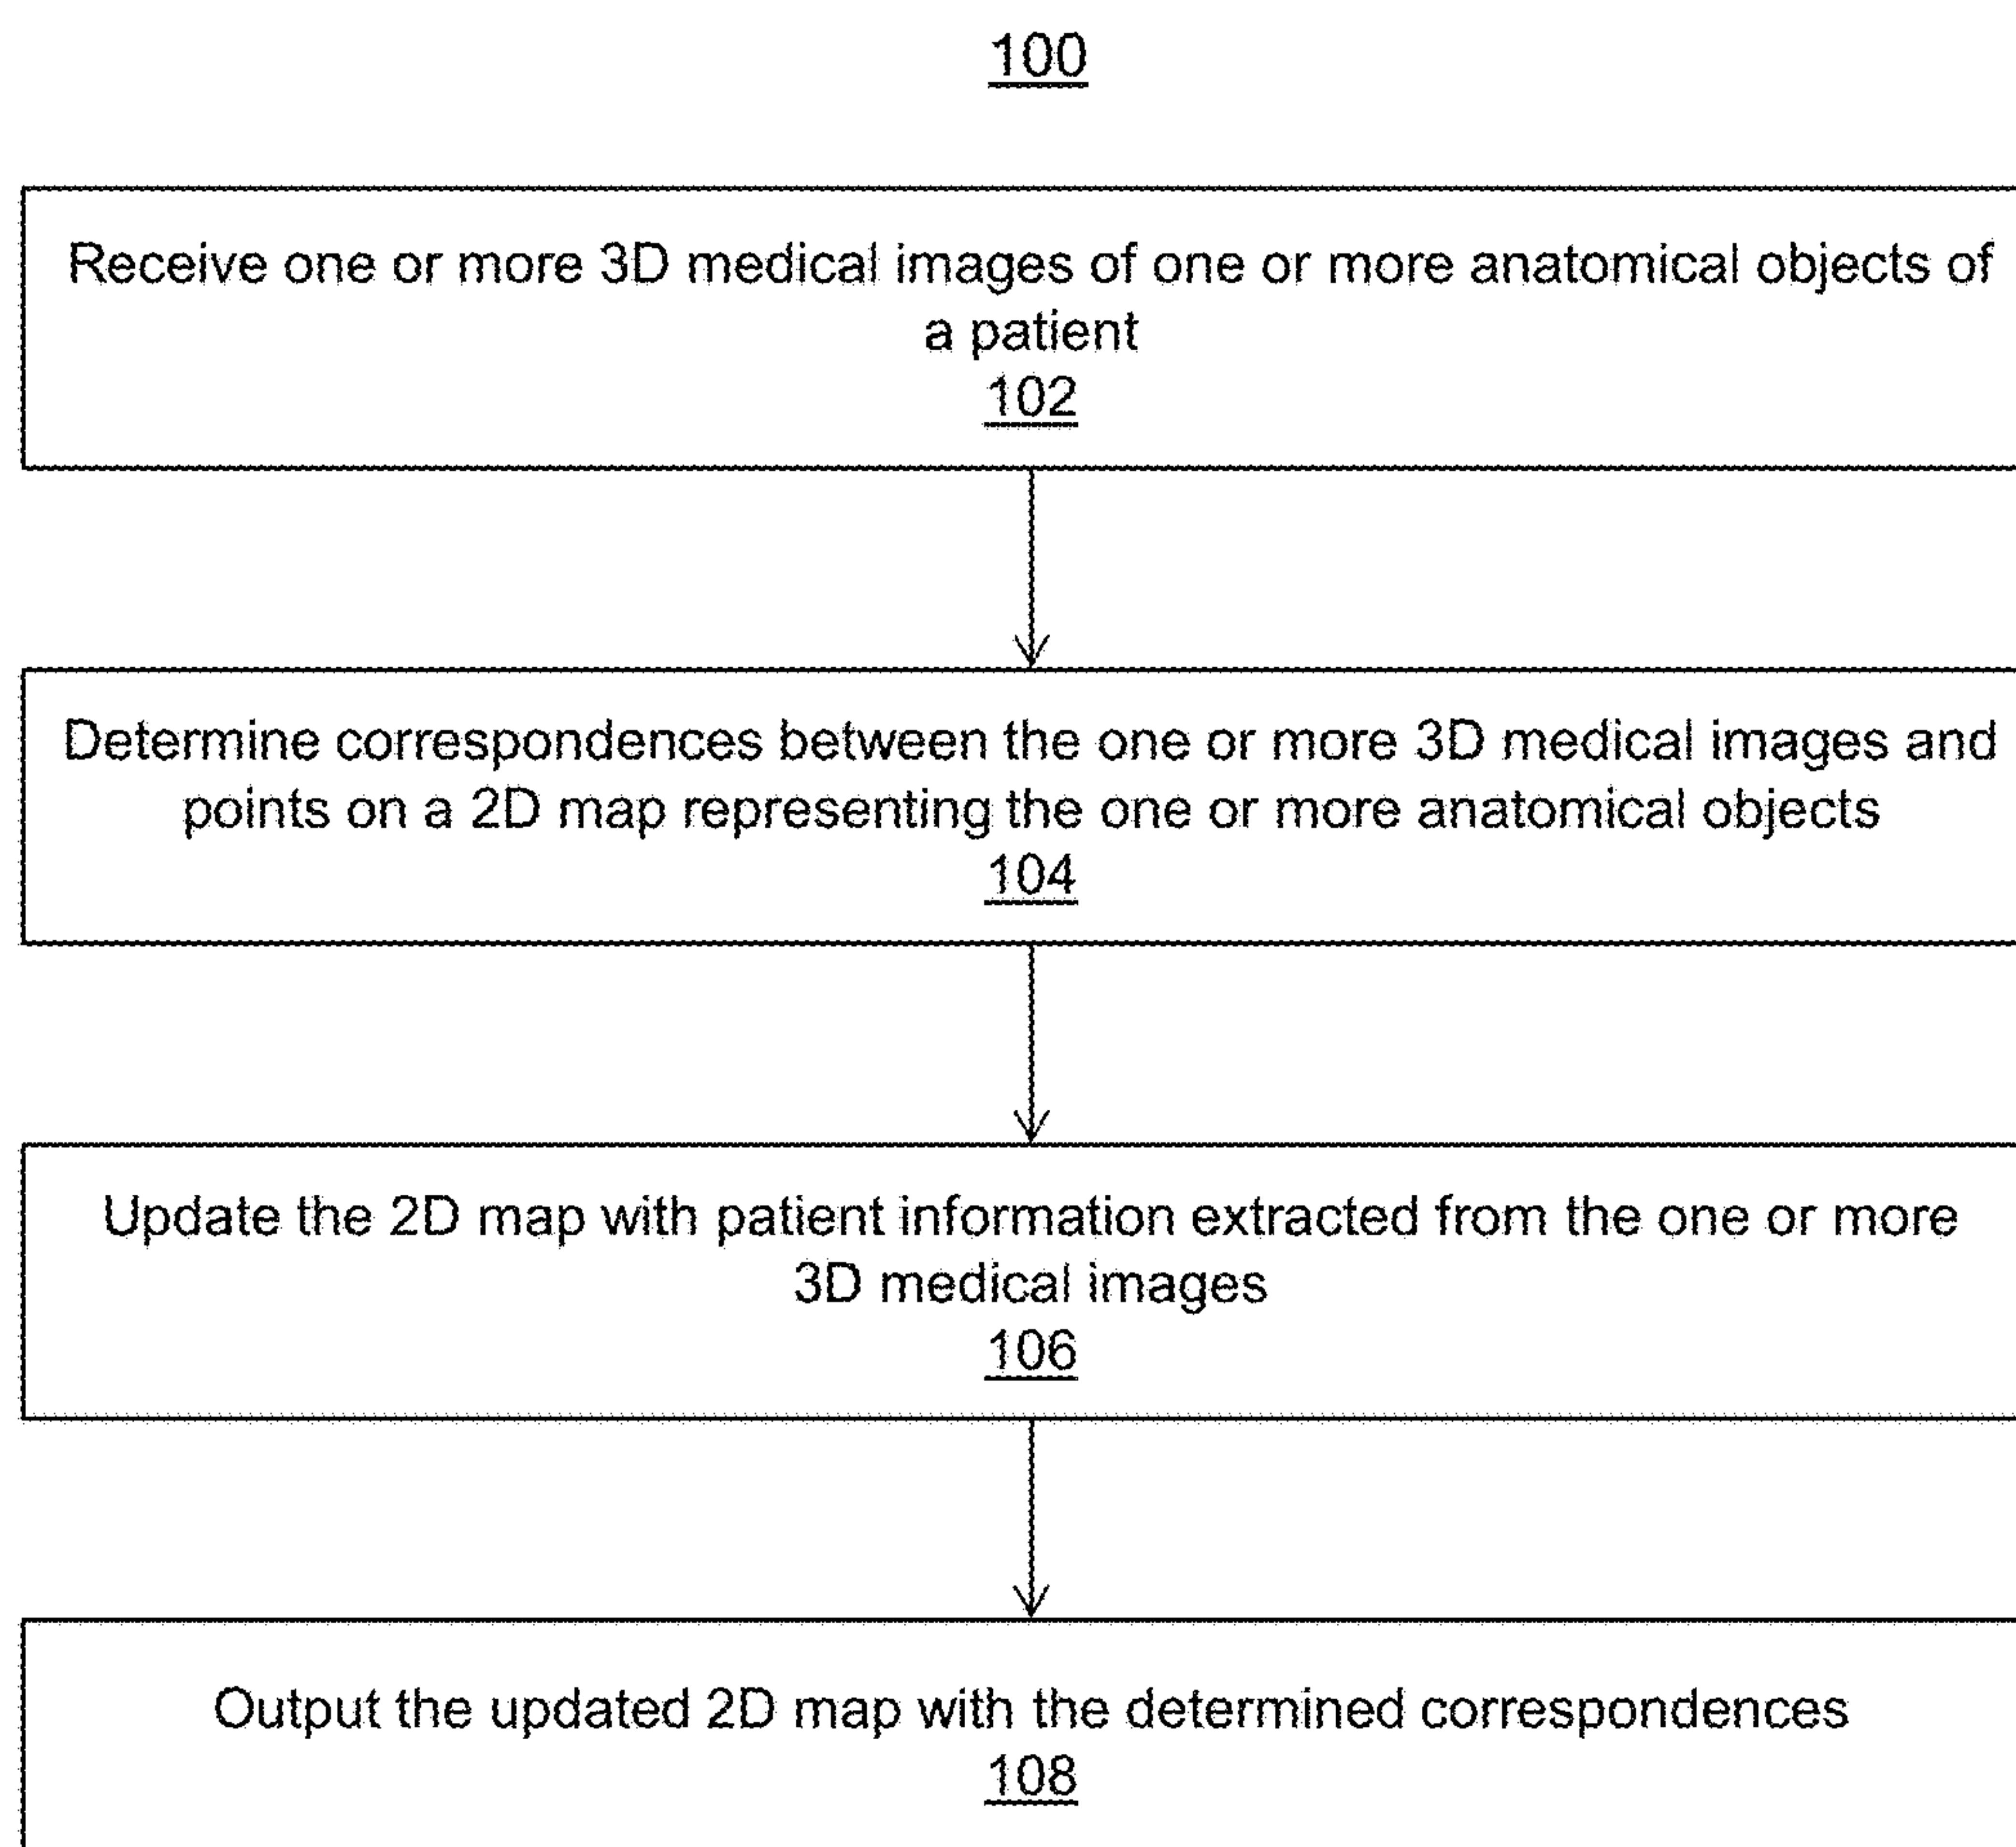 100
Receive one or more 3D medical images of one or more anatomical objects of
a patient
102
Determine correspondences between the one or more 3D medical images and
points on a 2D map representing the one or more anatomical objects
104
Update the 2D map with patient information extracted from the one or more
3D medical images
106
Output the updated 2D map with the determined correspondences
108